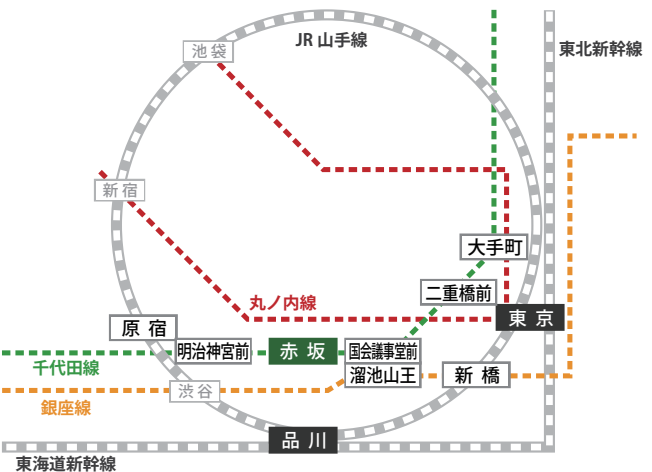 JR 山手線
東北新幹線
池袋
新宿
大手町
二重橋前
丸ノ内線
東京
原宿
明治神宮前
赤坂
国会議事堂前
千代田線
溜池山王
新橋
渋谷
銀座線
品川
東海道新幹線